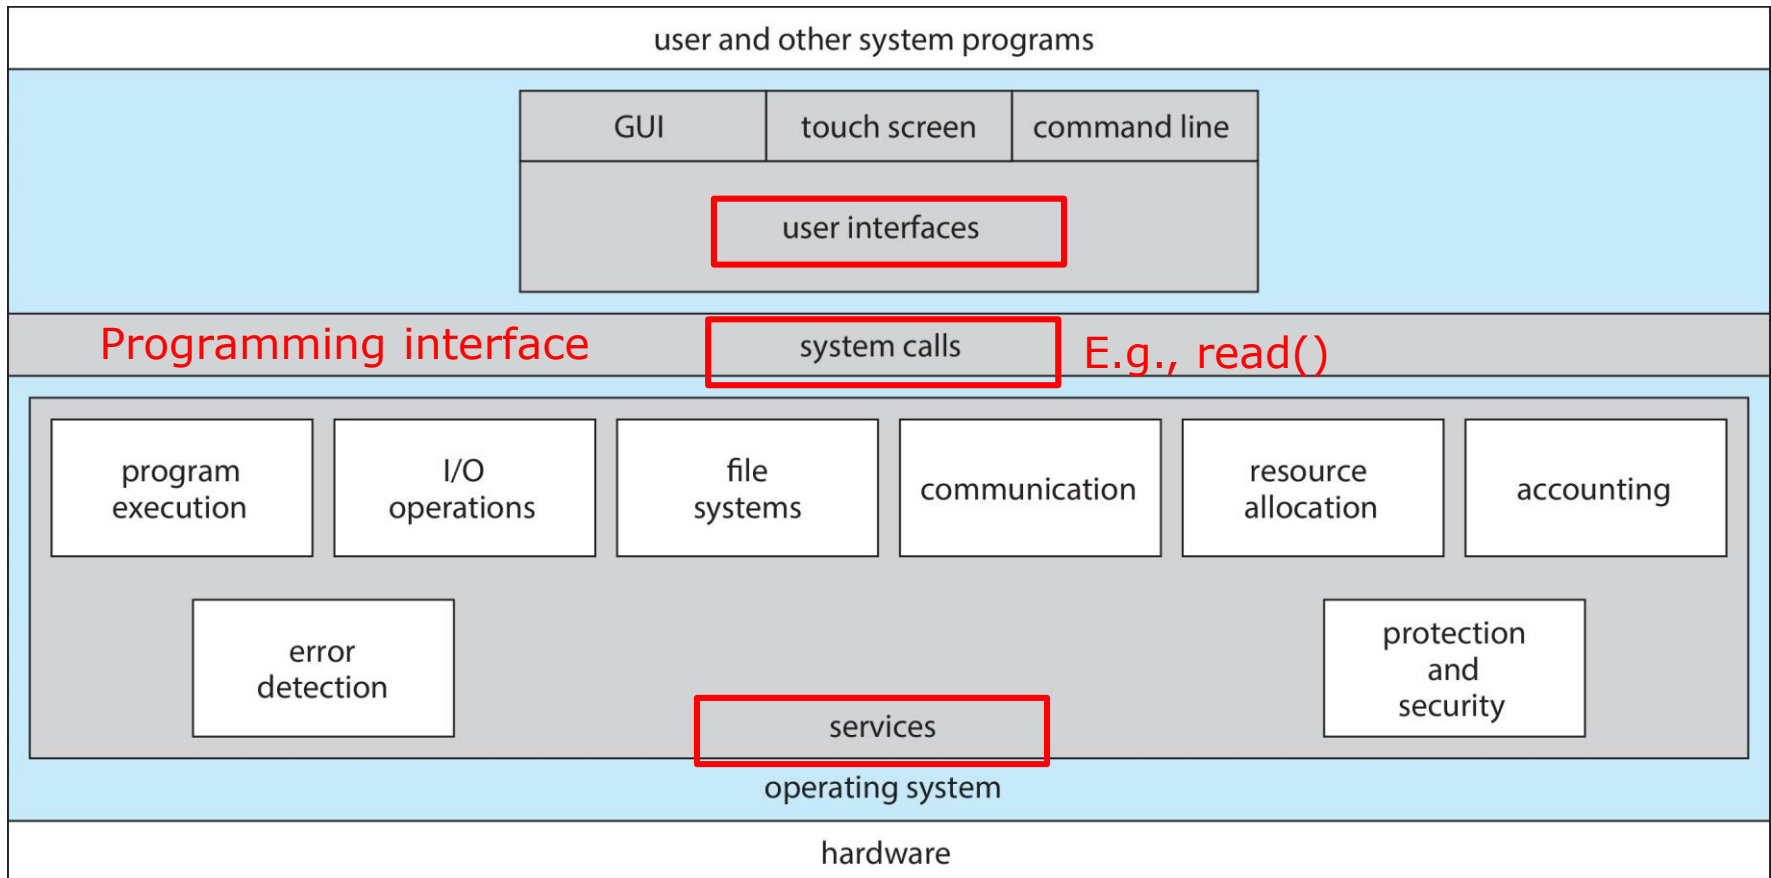 user and other system programs
GUI
touch screen
command line
user interfaces
Programming interface
system calls
E.g., read()
program
execution
I/O
operations
file
systems
communication
resource
allocation
accounting
error
detection
protection
and
security
services
operating system
hardware